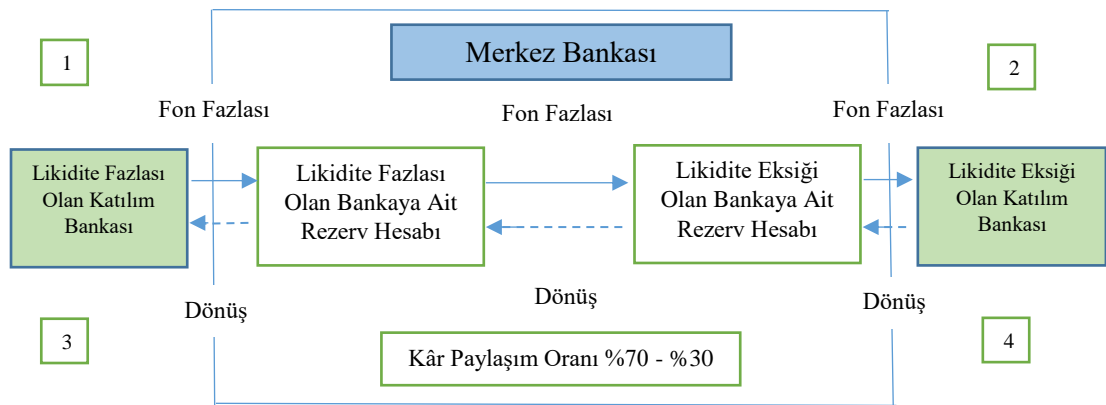 1
Merkez Bankası
2
Fon Fazlası
Fon Fazlası
Fon Fazlası
Likidite Fazlası
Olan Katılım
Bankası
Likidite Fazlası
Olan Bankaya Ait
Rezerv Hesabı
Likidite Eksiği
Olan Bankaya Ait
Rezerv Hesabı
Likidite Eksiği
Olan Katılım
Bankası
Dönüş
Dönüş
Dönüş
3
Kâr Paylaşım Oranı %70 - %30
4